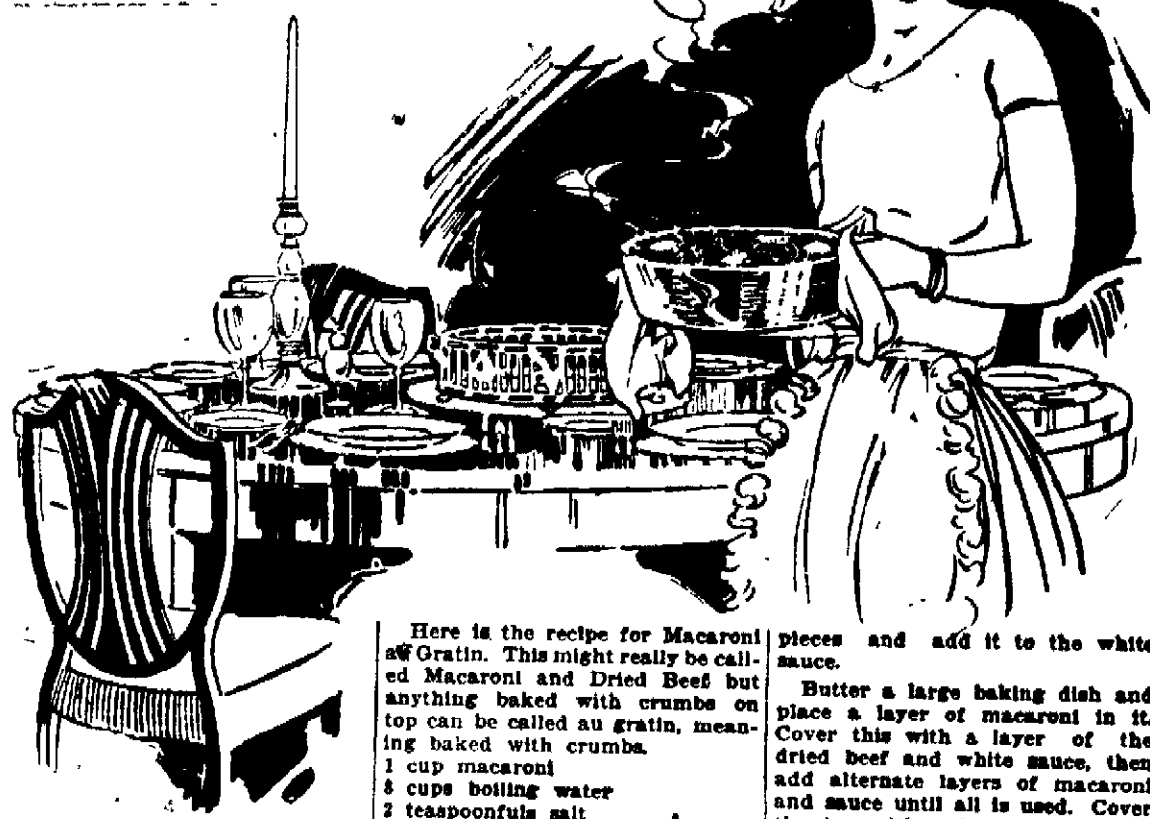 Here is the recipe for Macaroni
au Gratin. This might really be call-
ed Macaroni and Dried Beef but
anything baked with crumbs on
top can be called au gratin, mean-
ing baked with crumbs.
1 cup macaroni
8 cups boiling water
2 teaspoonfuls salt
pieces and add it to the white
sauce.
Butter a large baking dish and
place a layer of macaroni in it.
Cover this with a layer of the
dried beef and white sauce, then
add alternate layers of macaroni
and sauce until all is used. Cover